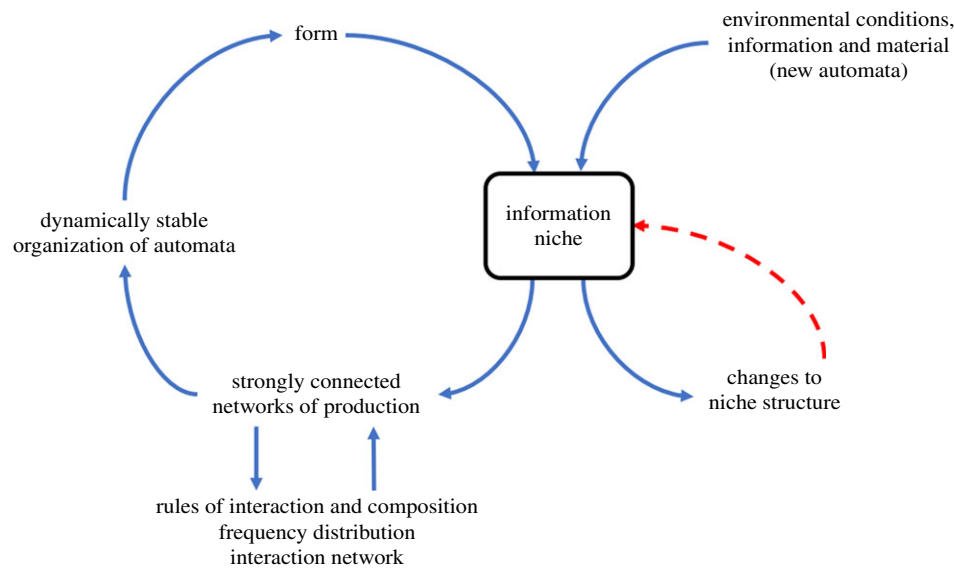 form
environmental conditions,
information and material
(new automata)
information
niche
dynamically stable
organization of automata
strongly connected
networks of production
changes to
niche structure
rules of interaction and composition
frequency distribution
interaction network